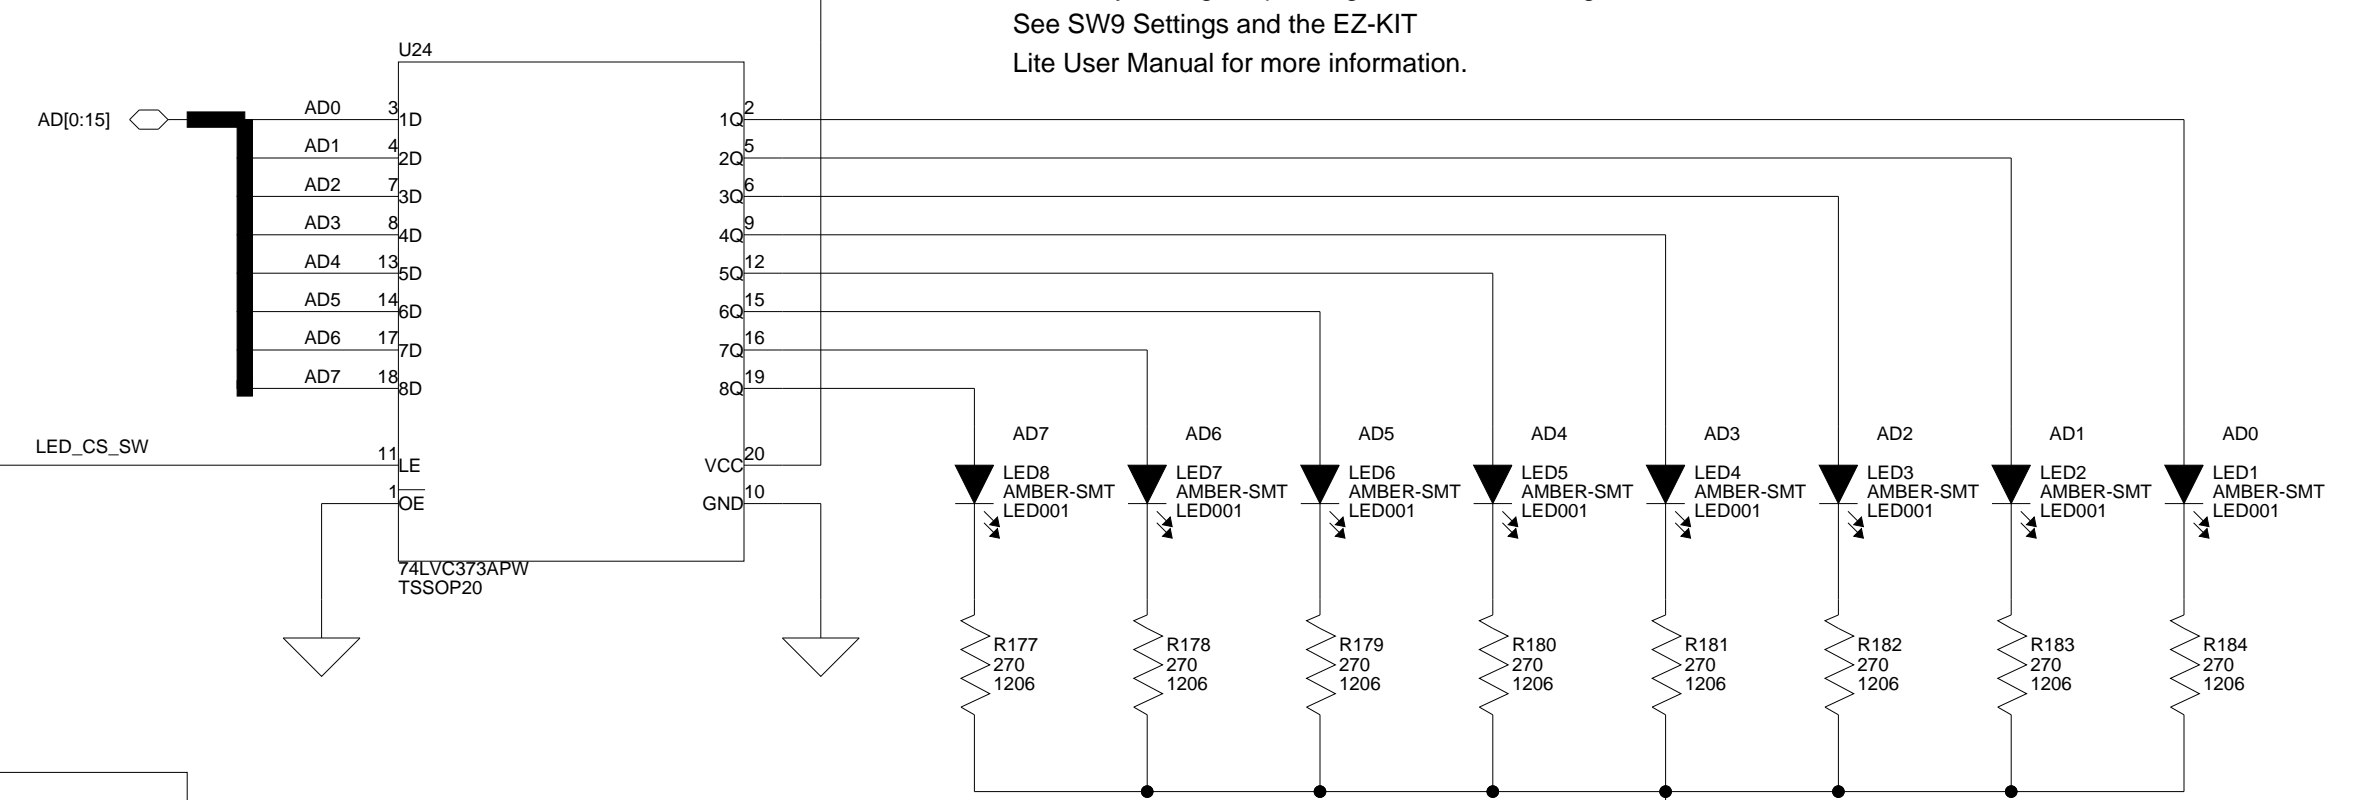 See SW9 Settings and the EZ-KIT
Lite User Manual for more information.
U24
AD[0:15]
AD0 3 1D 1Q 2
AD1 4 2D 2Q 5
AD2 7 3D 3Q 6
AD3 8 4D 4Q 9
AD4 13 5D 5Q 12
AD5 14 6D 6Q 15
AD6 17 7D 7Q 16
AD7 18 8D 8Q 19
LED_CS_SW 11 LE VCC 20
1 OE GND 10
74LVC373APW
TSSOP20
AD7 AD6 AD5 AD4 AD3 AD2 AD1 AD0
LED8 LED7 LED6 LED5 LED4 LED3 LED2 LED1
AMBER-SMT AMBER-SMT AMBER-SMT AMBER-SMT AMBER-SMT AMBER-SMT AMBER-SMT AMBER-SMT
LED001 LED001 LED001 LED001 LED001 LED001 LED001 LED001
R177 R178 R179 R180 R181 R182 R183 R184
270 270 270 270 270 270 270 270
1206 1206 1206 1206 1206 1206 1206 1206